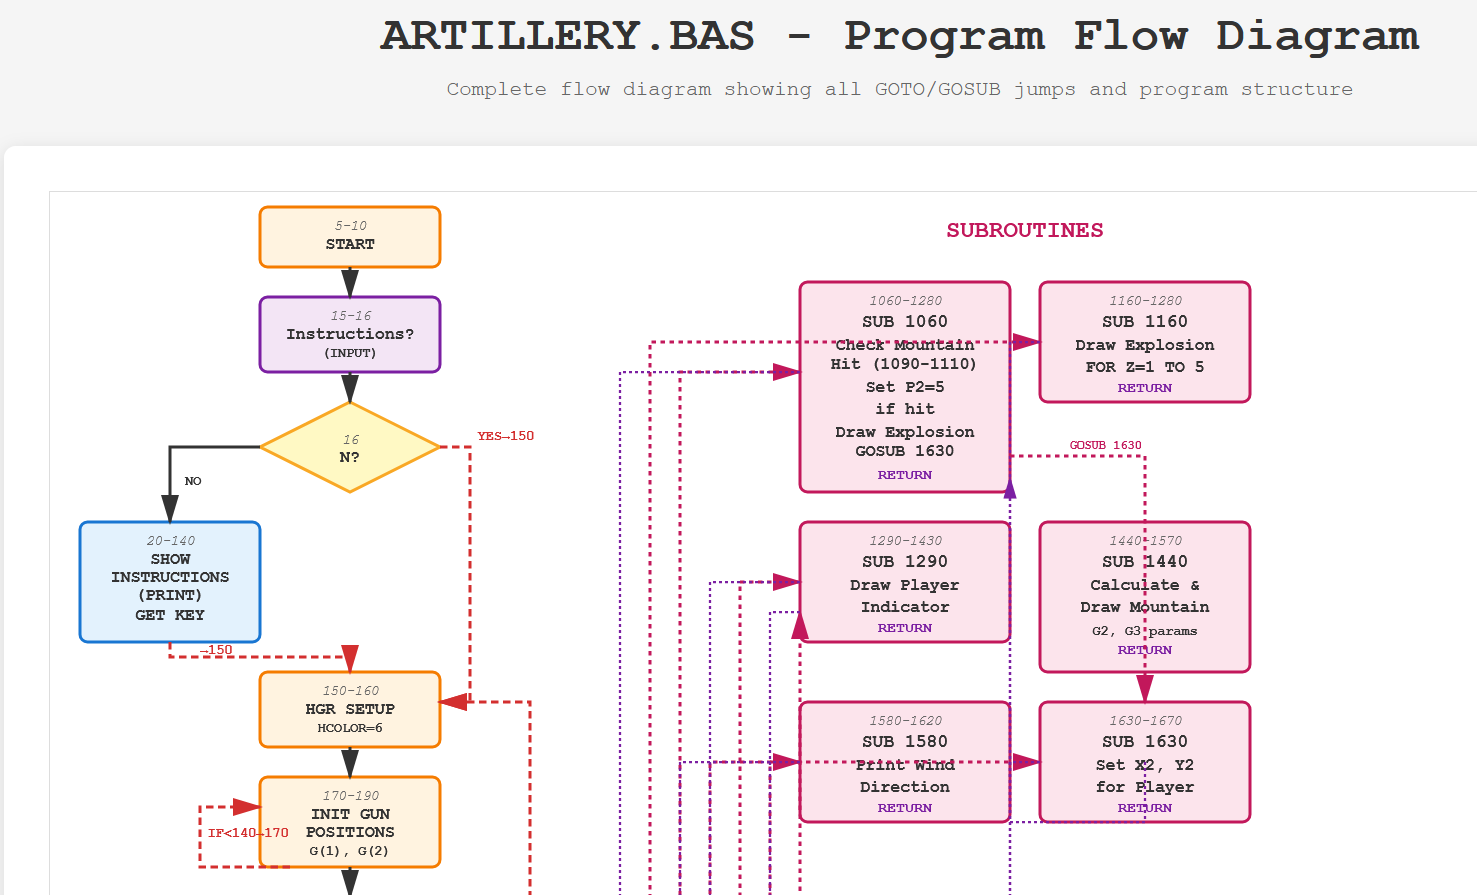 ARTILLERY.BAS - Program Flow Diagram
Complete flow diagram showing all GOTO/GOSUB jumps and program structure
5-10
START
15-16
Instructions?
(INPUT)
16
N?
YES→150
NO
20-140
SHOW
INSTRUCTIONS
(PRINT)
GET KEY
→150
150-160
HGR SETUP
HCOLOR=6
170-190
INIT GUN
POSITIONS
G(1), G(2)
IF<140→170
SUBROUTINES
1060-1280
SUB 1060
Check Mountain
Hit (1090-1110)
Set P2=5
if hit
Draw Explosion
GOSUB 1630
RETURN
1160-1280
SUB 1160
Draw Explosion
FOR Z=1 TO 5
RETURN
GOSUB 1630
1290-1430
SUB 1290
Draw Player
Indicator
RETURN
1440-1570
SUB 1440
Calculate &
Draw Mountain
G2, G3 params
RETURN
1580-1620
SUB 1580
Print Wind
Direction
RETURN
1630-1670
SUB 1630
Set X2, Y2
for Player
RETURN